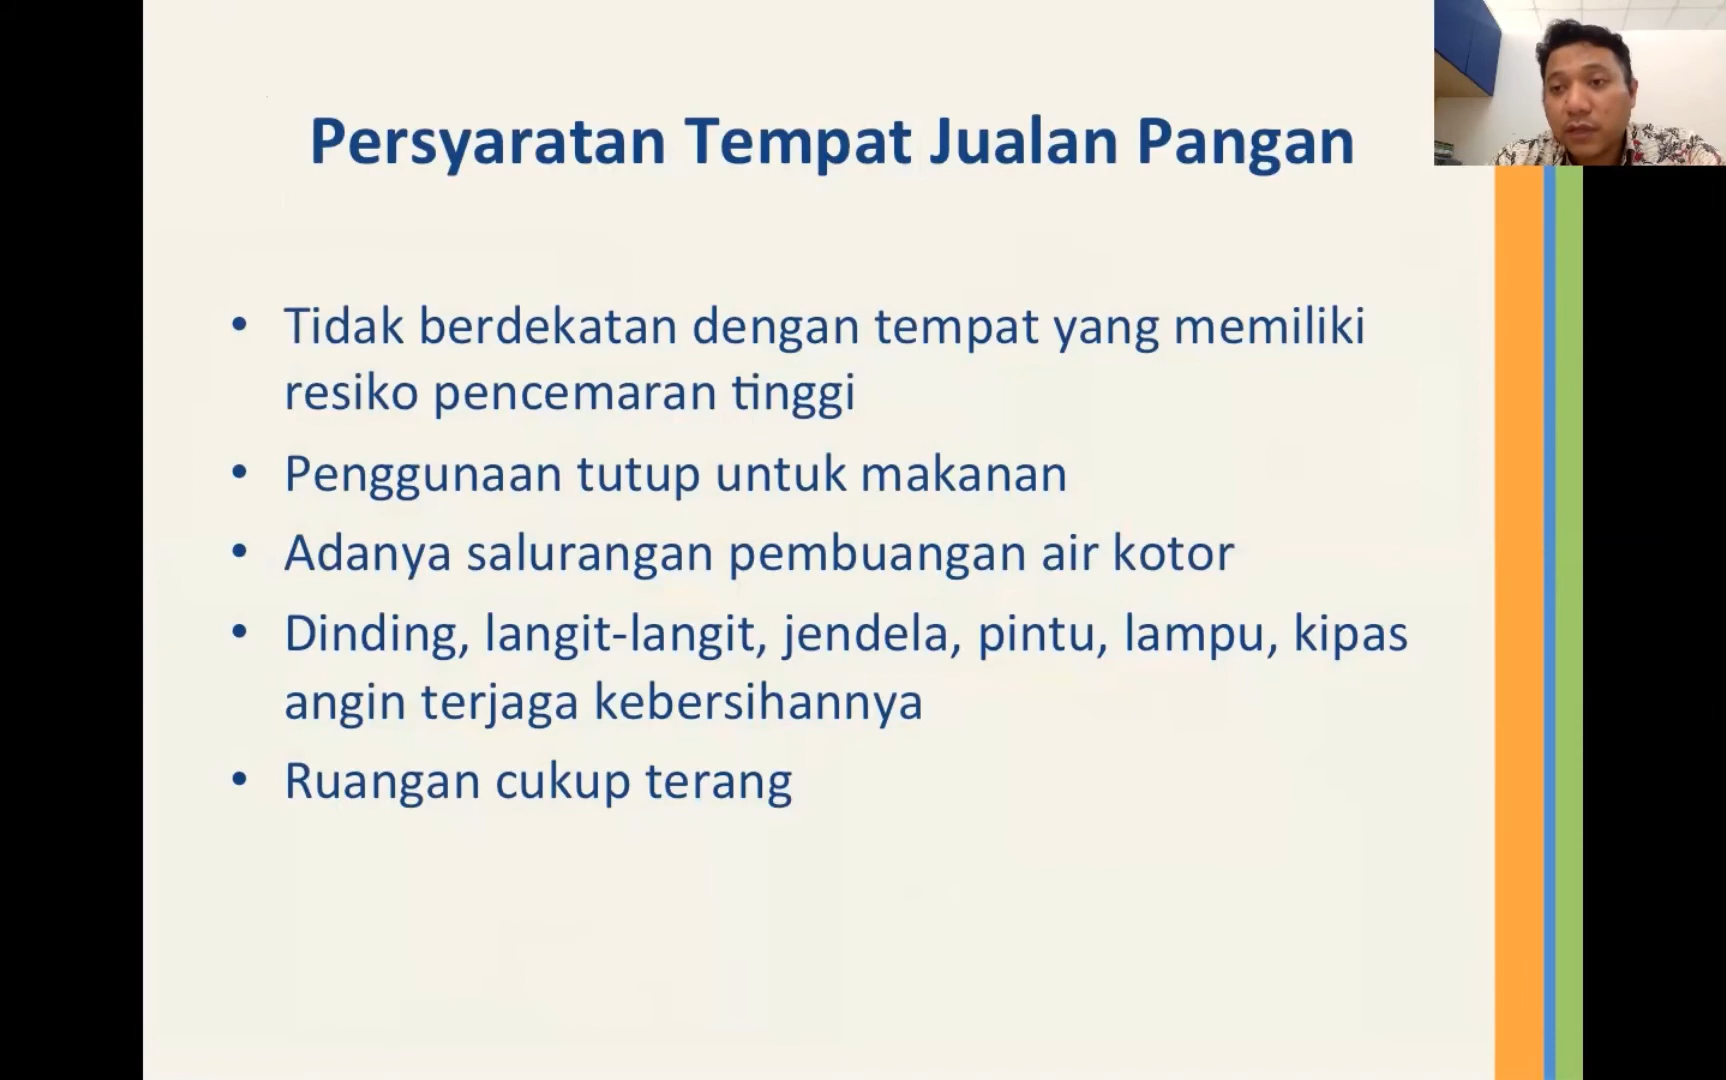 Persyaratan Tempat Jualan Pangan
• Tidak berdekatan dengan tempat yang memiliki
resiko pencemaran tinggi
• Penggunaan tutup untuk makanan
• Adanya salurangan pembuangan air kotor
• Dinding, langit-langit, jendela, pintu, lampu, kipas
angin terjaga kebersihannya
• Ruangan cukup terang